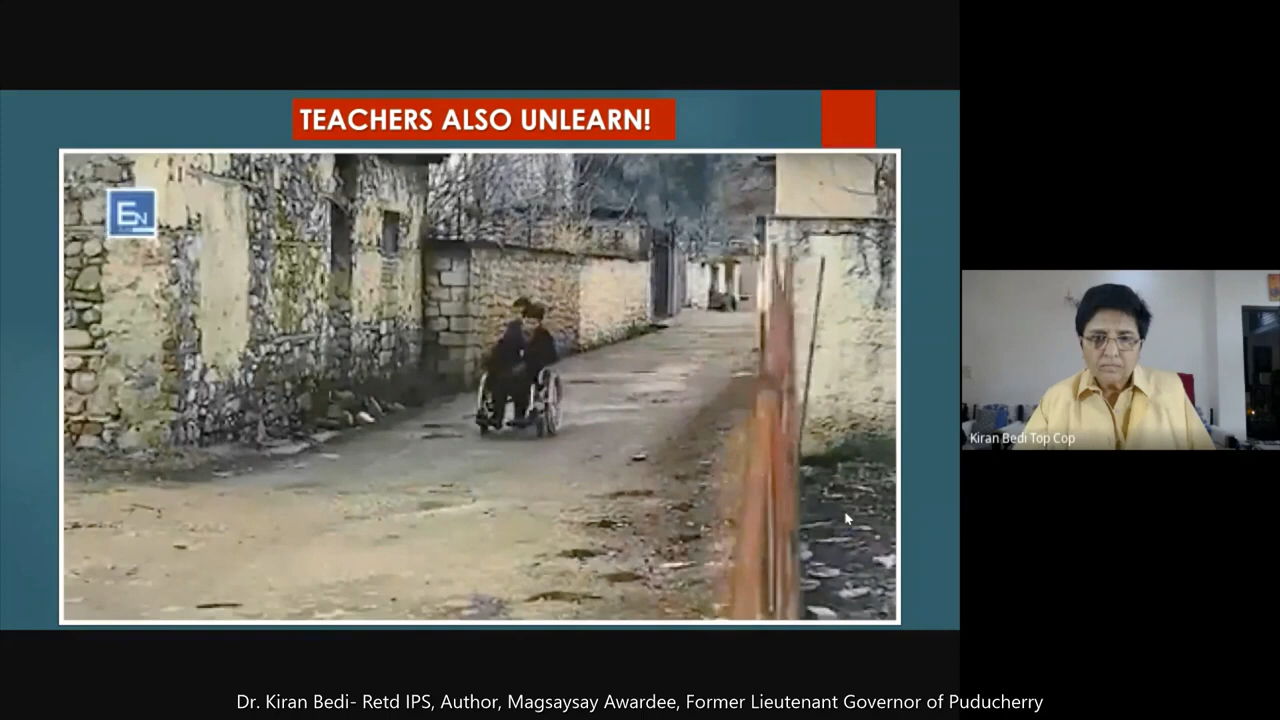 TEACHERS ALSO UNLEARN!
EN
Kiran Bedi Top Cop
Dr. Kiran Bedi- Retd IPS, Author, Magsaysay Awardee, Former Lieutenant Governor of Puducherry